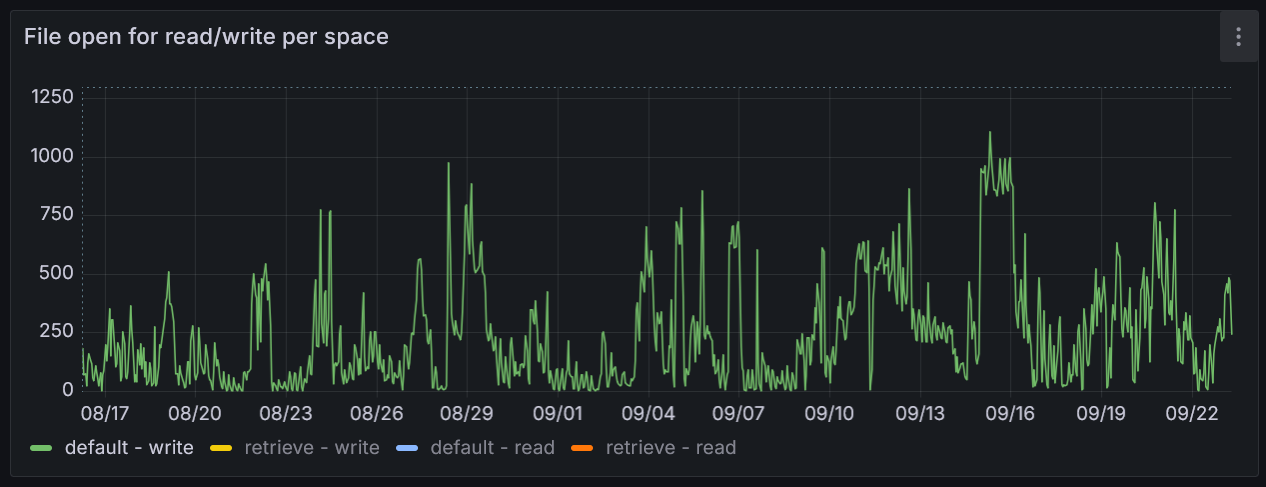 File open for read/write per space
1250
1000
750
500
250
0
08/17 08/20 08/23 08/26 08/29 09/01 09/04 09/07 09/10 09/13 09/16 09/19 09/22
default - write retrieve - write default - read retrieve - read